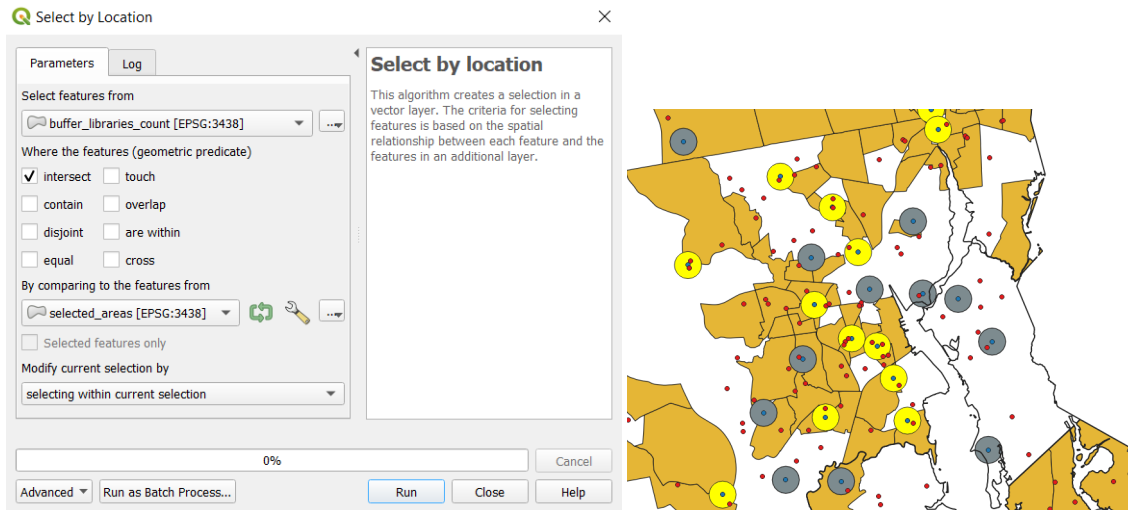 Select by Location
Parameters
Log
Select features from
buffer_libraries_count [EPSG:3438]
...
Where the features (geometric predicate)
intersect
touch
contain
overlap
disjoint
are within
equal
cross
By comparing to the features from
selected_areas [EPSG:3438]
...
Selected features only
Modify current selection by
selecting within current selection
Select by location
This algorithm creates a selection in a
vector layer. The criteria for selecting
features is based on the spatial
relationship between each feature and the
features in an additional layer.
0%
Cancel
Advanced
Run as Batch Process...
Run
Close
Help